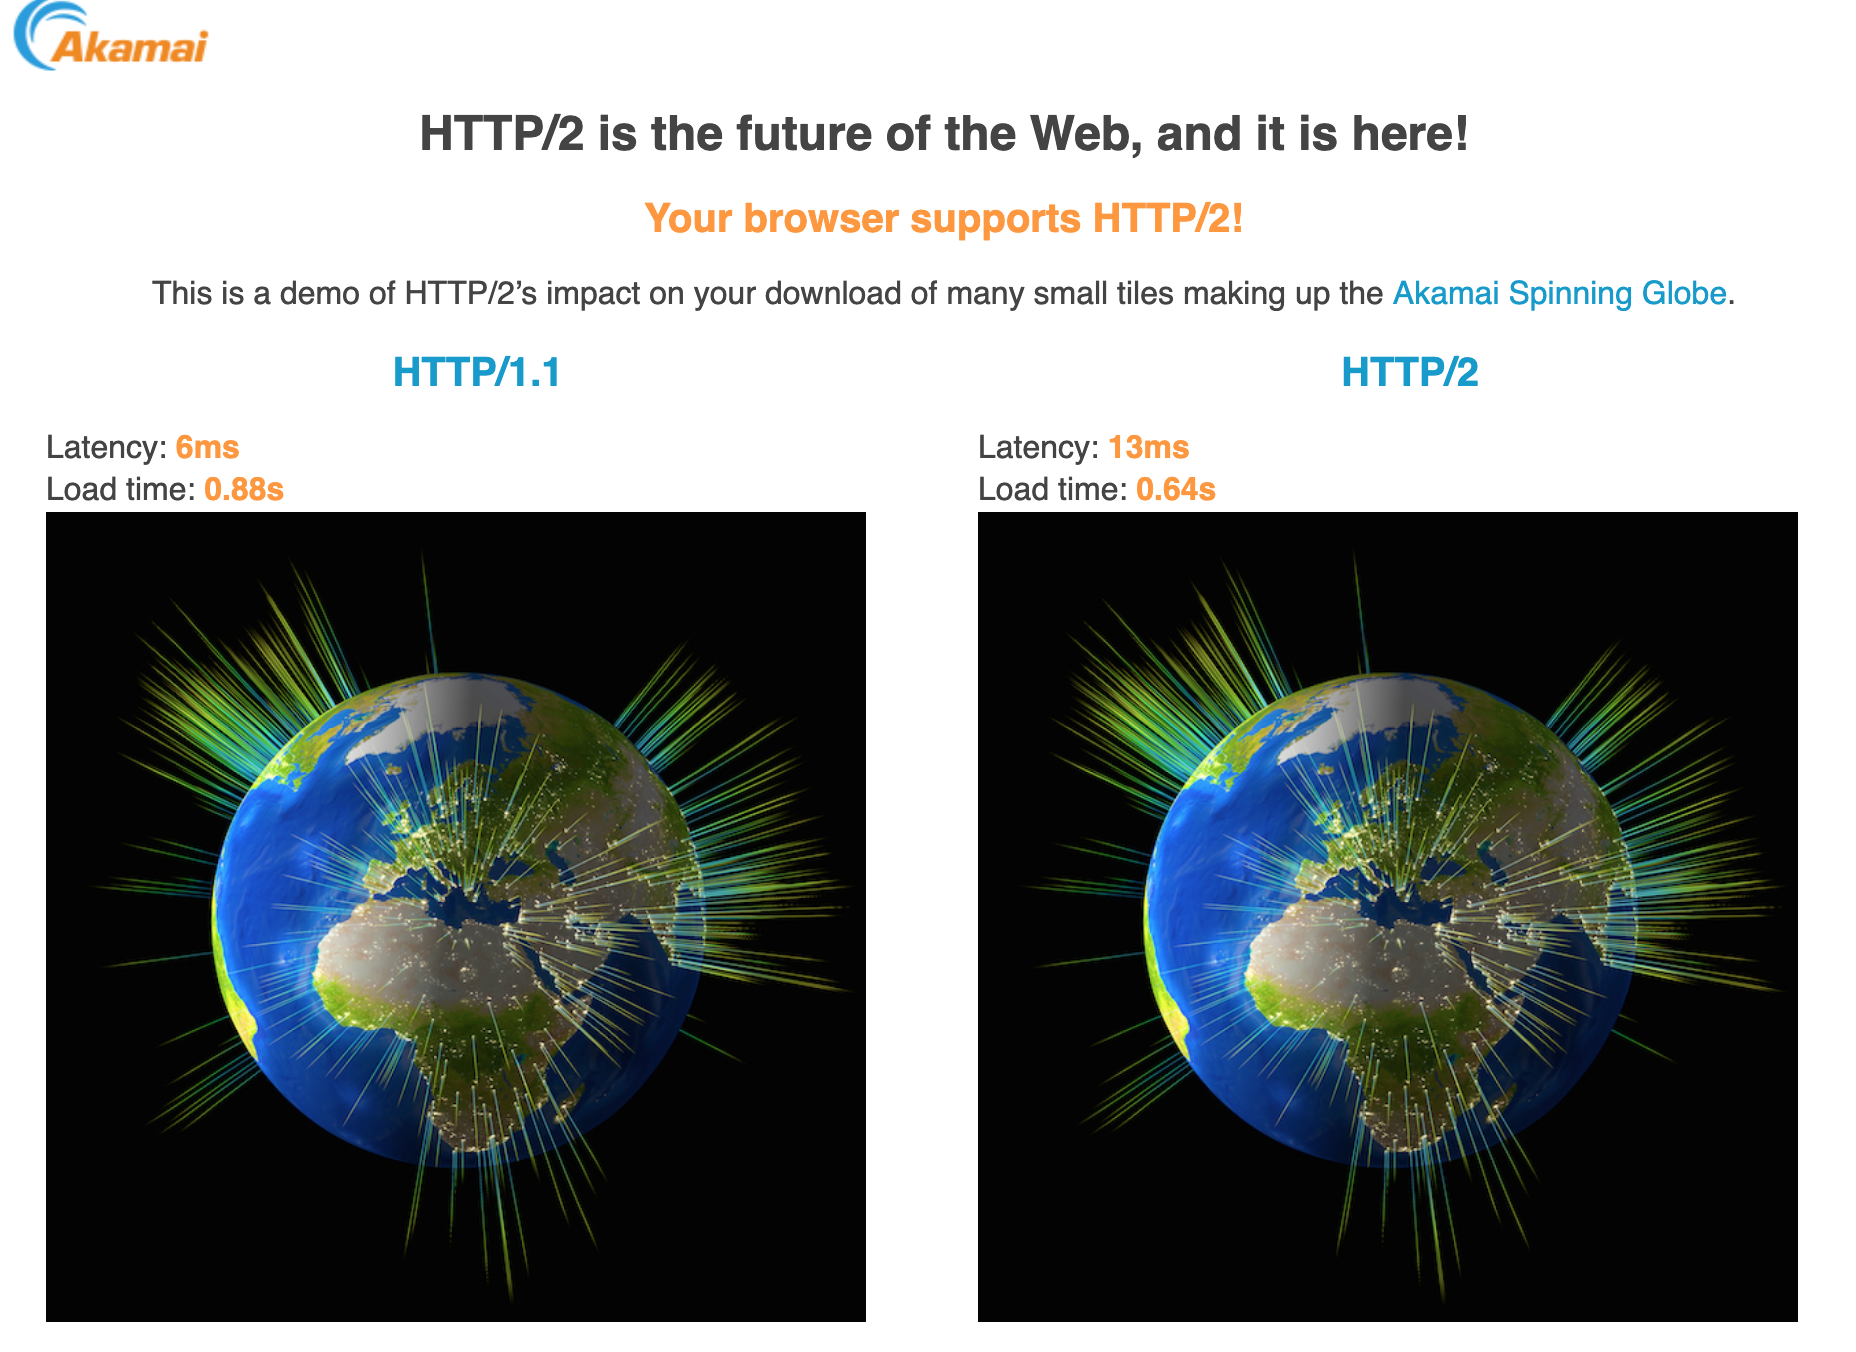 Akamai
HTTP/2 is the future of the Web, and it is here!
Your browser supports HTTP/2!
This is a demo of HTTP/2’s impact on your download of many small tiles making up the Akamai Spinning Globe.
HTTP/1.1
Latency: 6ms
Load time: 0.88s
HTTP/2
Latency: 13ms
Load time: 0.64s